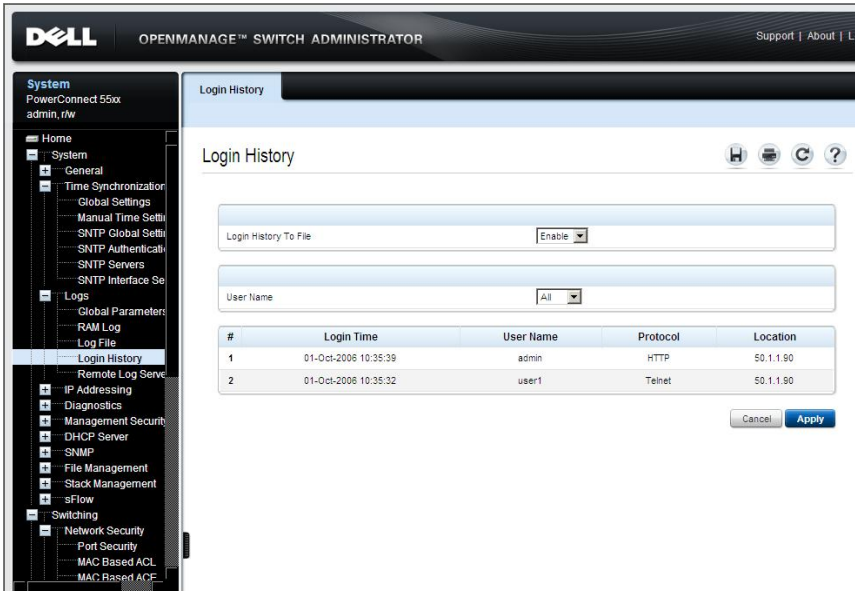 DELL
OPENMANAGE™ SWITCH ADMINISTRATOR
Support | About | L
System
PowerConnect 55xx
admin, r/w
Home
System
General
Time Synchronization
Global Settings
Manual Time Settin
SNTP Global Settin
SNTP Authenticati
SNTP Servers
SNTP Interface Se
Logs
Global Parameters
RAM Log
Log File
Login History
Remote Log Serve
IP Addressing
Diagnostics
Management Security
DHCP Server
SNMP
File Management
Stack Management
sFlow
Switching
Network Security
Port Security
MAC Based ACL
MAC Based ACE
Login History
Login History
Login History To File Enable
User Name All
# Login Time User Name Protocol Location
1 01-Oct-2006 10:35:39 admin HTTP 50.1.1.90
2 01-Oct-2006 10:35:32 user1 Telnet 50.1.1.90
Cancel Apply